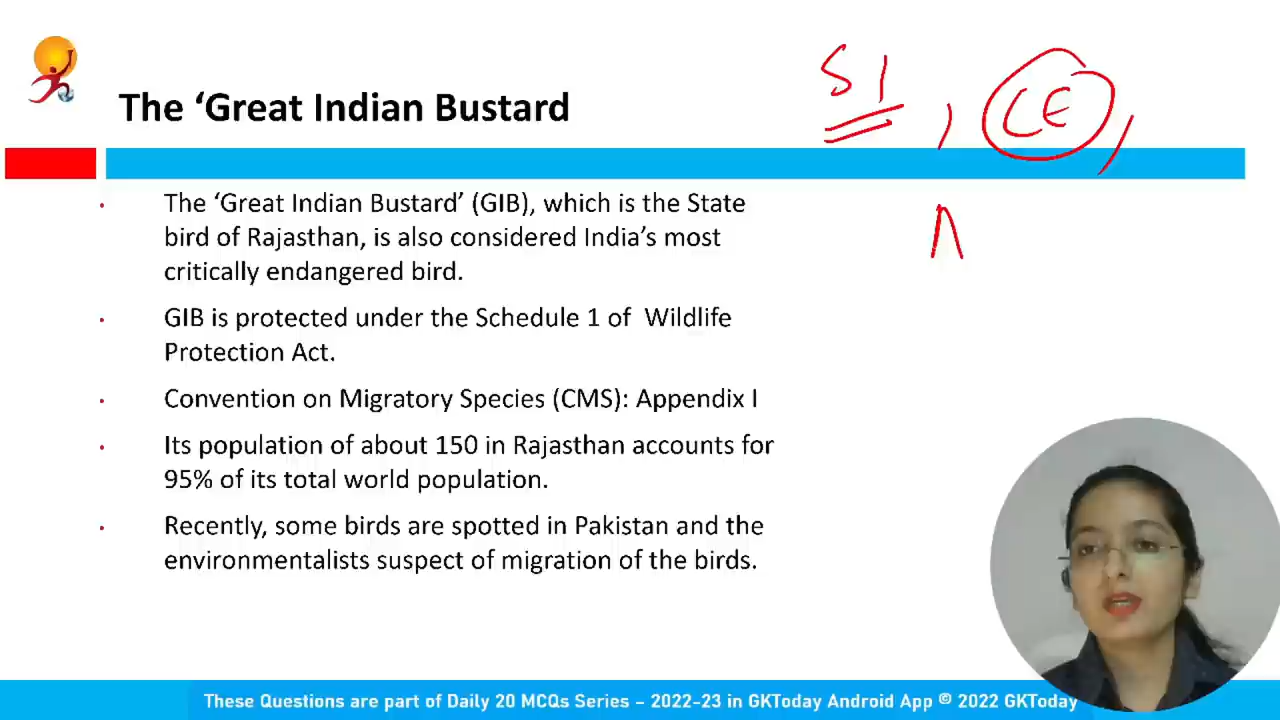 The ‘Great Indian Bustard
S1, CE,
The ‘Great Indian Bustard’ (GIB), which is the State
bird of Rajasthan, is also considered India’s most
critically endangered bird.
GIB is protected under the Schedule 1 of Wildlife
Protection Act.
Convention on Migratory Species (CMS): Appendix I
Its population of about 150 in Rajasthan accounts for
95% of its total world population.
Recently, some birds are spotted in Pakistan and the
environmentalists suspect of migration of the birds.
These Questions are part of Daily 20 MCQs Series – 2022-23 in GKToday Android App © 2022 GKToday